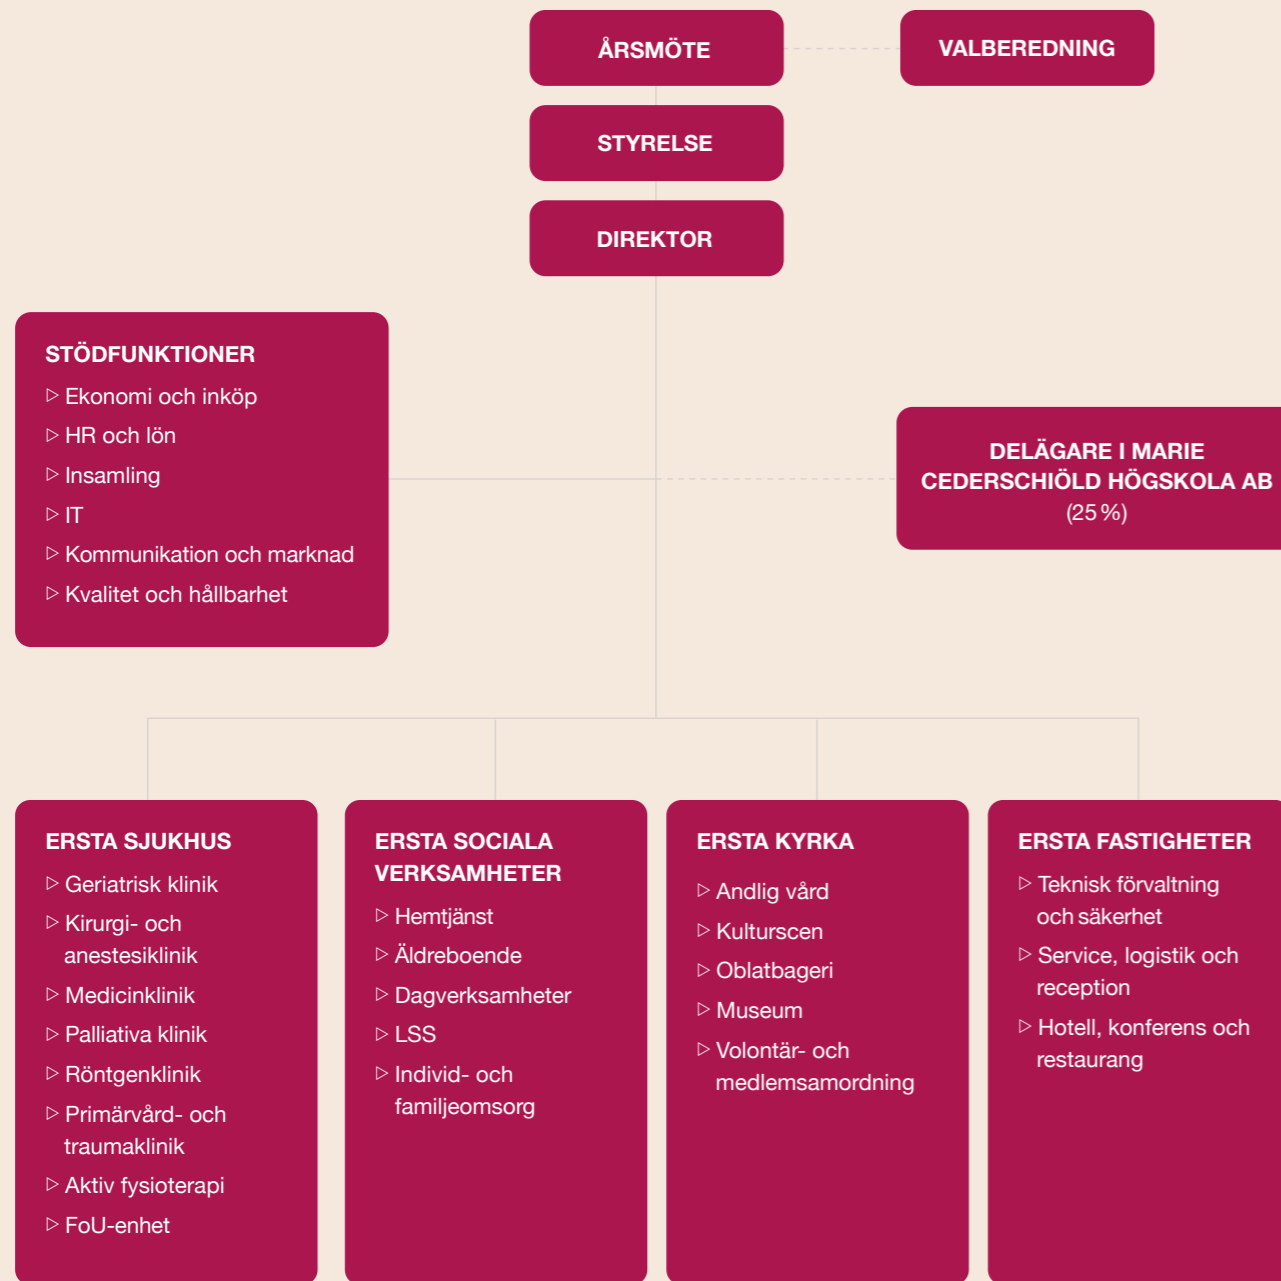 ÅRSMÖTE
VALBEREDNING
STYRELSE
DIREKTOR
STÖDFUNKTIONER
▷ Ekonomi och inköp
▷ HR och lön
▷ Insamling
▷ IT
▷ Kommunikation och marknad
▷ Kvalitet och hållbarhet
DELÄGARE I MARIE
CEDERSCHIÖLD HÖGSKOLA AB
(25 %)
ERSTA SJUKHUS
▷ Geriatrisk klinik
▷ Kirurgi- och
anestesiklinik
▷ Medicinklinik
▷ Palliativa klinik
▷ Röntgenklinik
▷ Primärvård- och
traumaklinik
▷ Aktiv fysioterapi
▷ FoU-enhet
ERSTA SOCIALA
VERKSAMHETER
▷ Hemtjänst
▷ Äldreboende
▷ Dagverksamheter
▷ LSS
▷ Individ- och
familjeomsorg
ERSTA KYRKA
▷ Andlig vård
▷ Kulturscen
▷ Oblatbageri
▷ Museum
▷ Volontär- och
medlemsamordning
ERSTA FASTIGHETER
▷ Teknisk förvaltning
och säkerhet
▷ Service, logistik och
reception
▷ Hotell, konferens och
restaurang